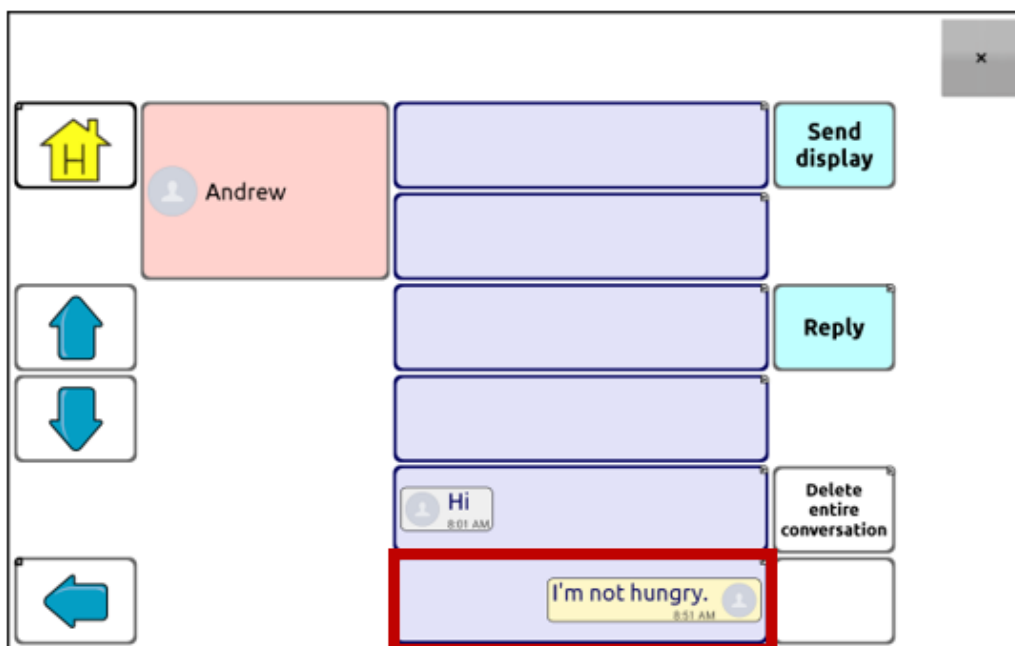 ×
H
Andrew
Send
display
Reply
Hi
8:01 AM
Delete
entire
conversation
I'm not hungry.
8:51 AM